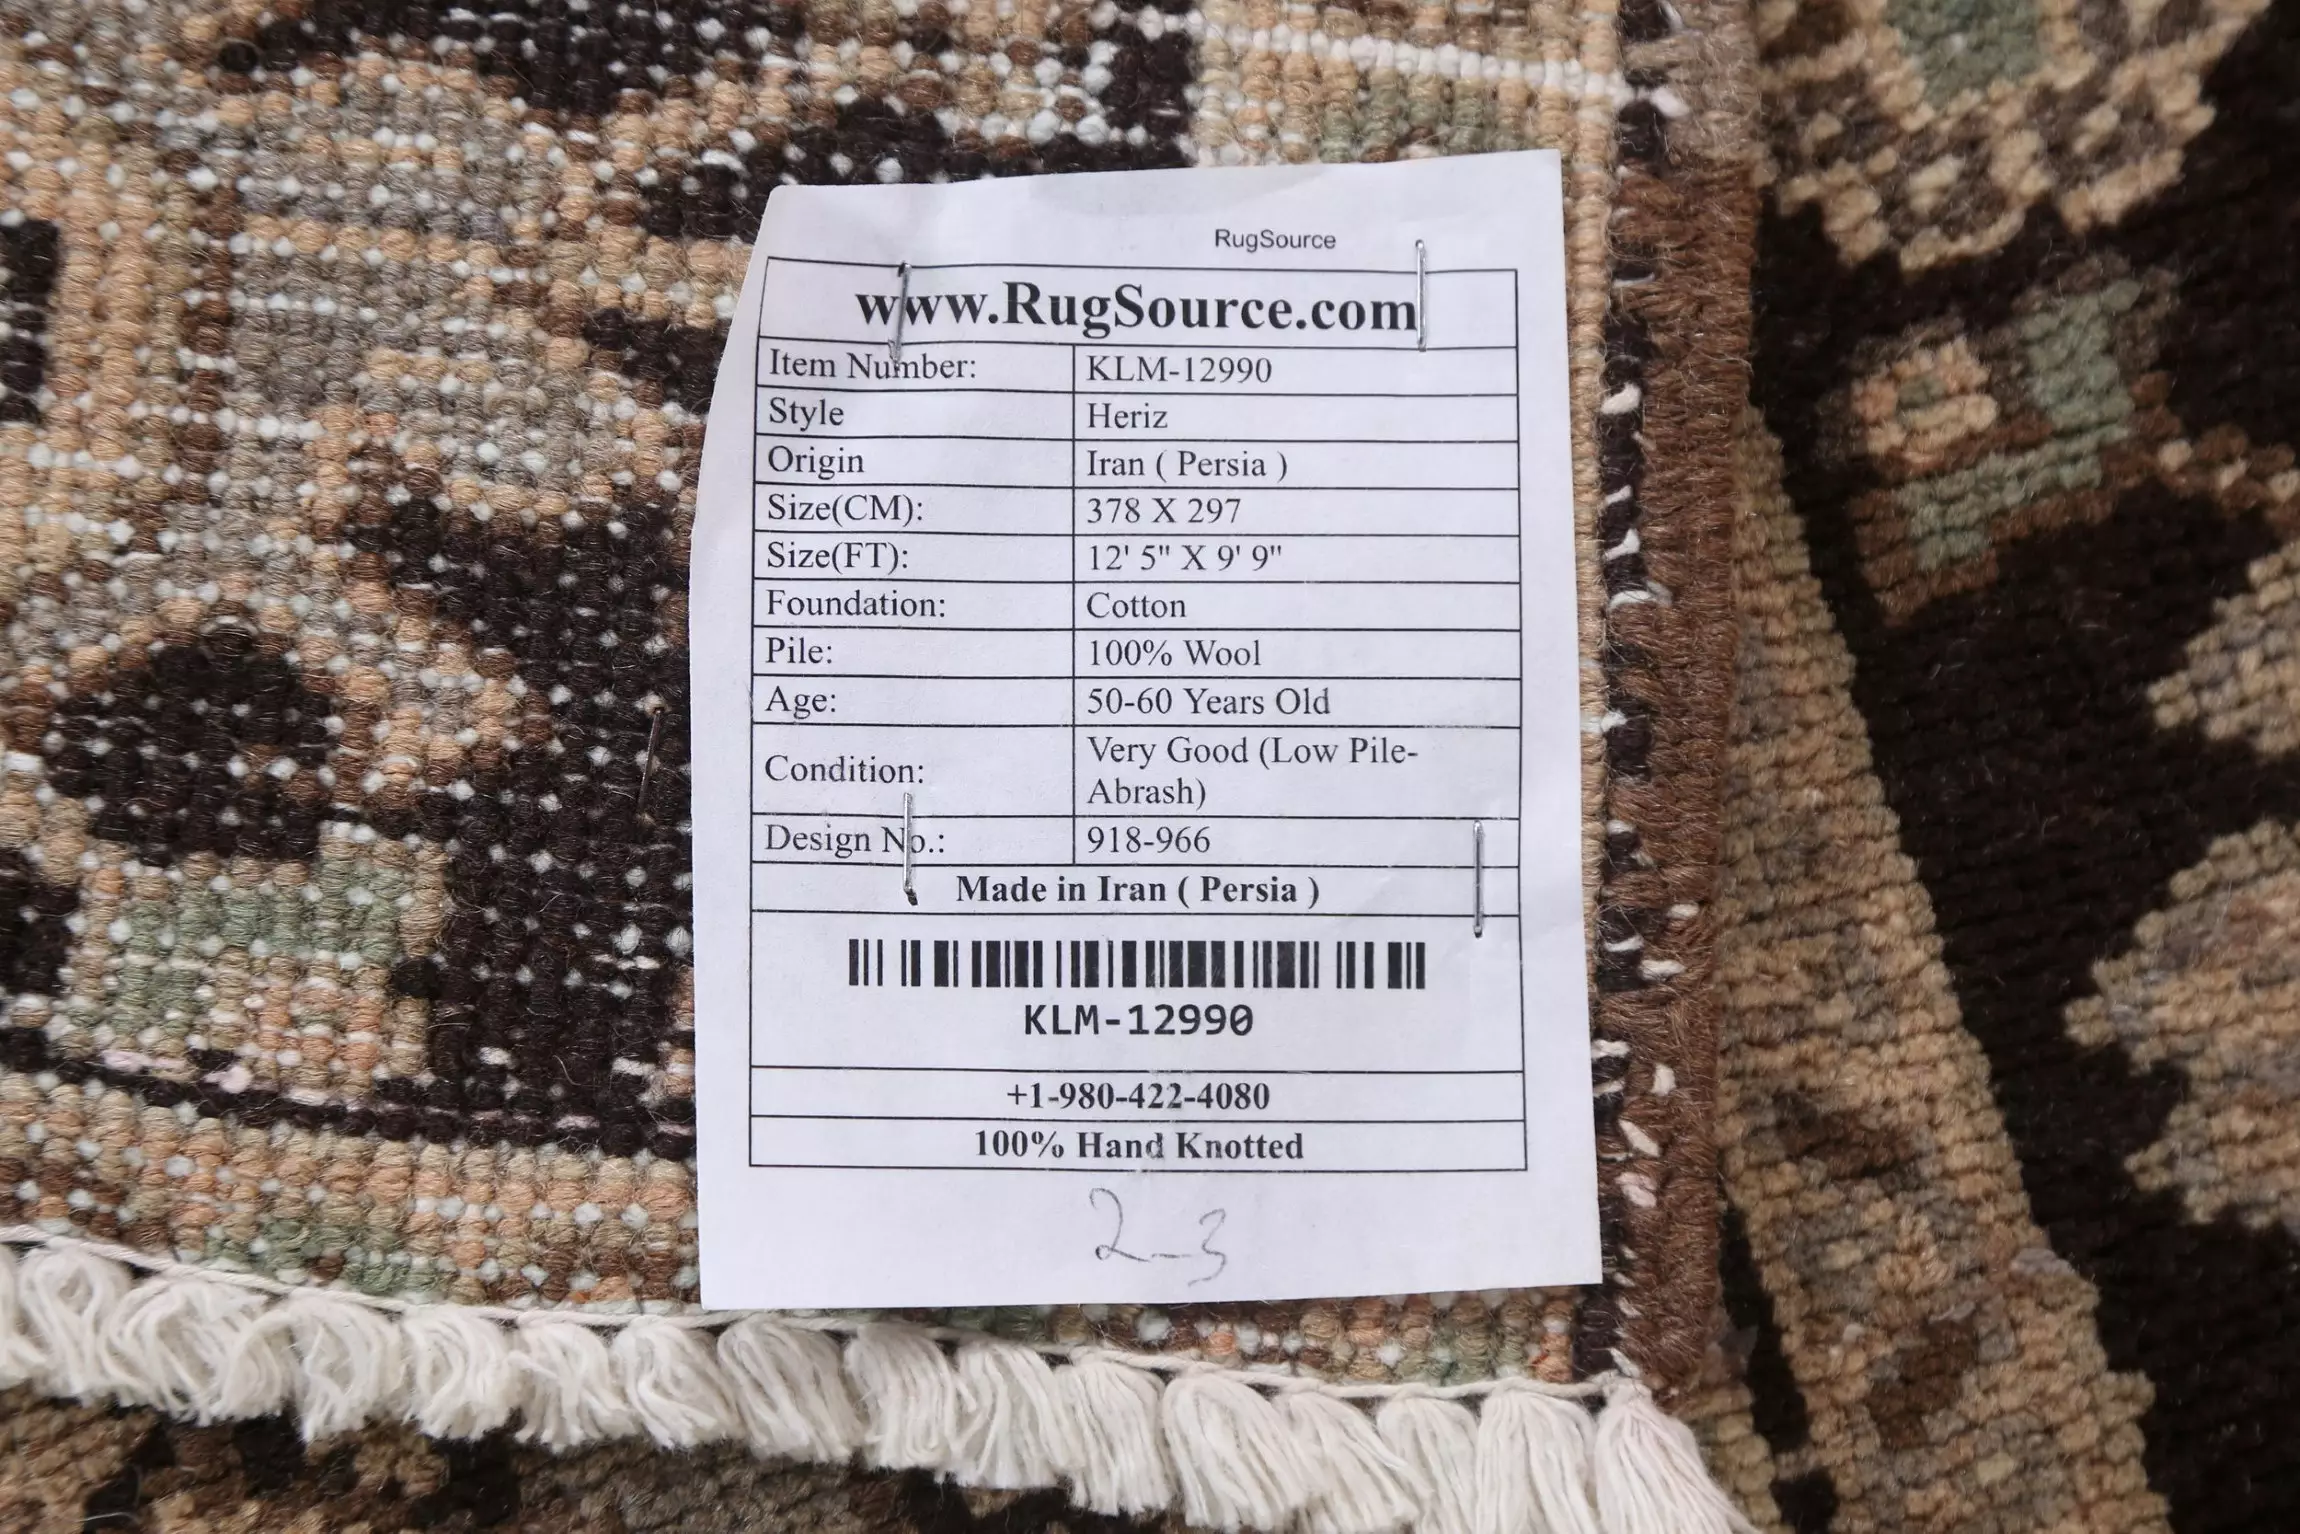 RugSource
www.RugSource.com
Item Number: KLM-12990
Style Heriz
Origin Iran ( Persia )
Size(CM): 378 X 297
Size(FT): 12' 5" X 9' 9"
Foundation: Cotton
Pile: 100% Wool
Age: 50-60 Years Old
Condition: Very Good (Low Pile-
Abrash)
Design No.: 918-966
Made in Iran ( Persia )
KLM-12990
+1-980-422-4080
100% Hand Knotted
2-3